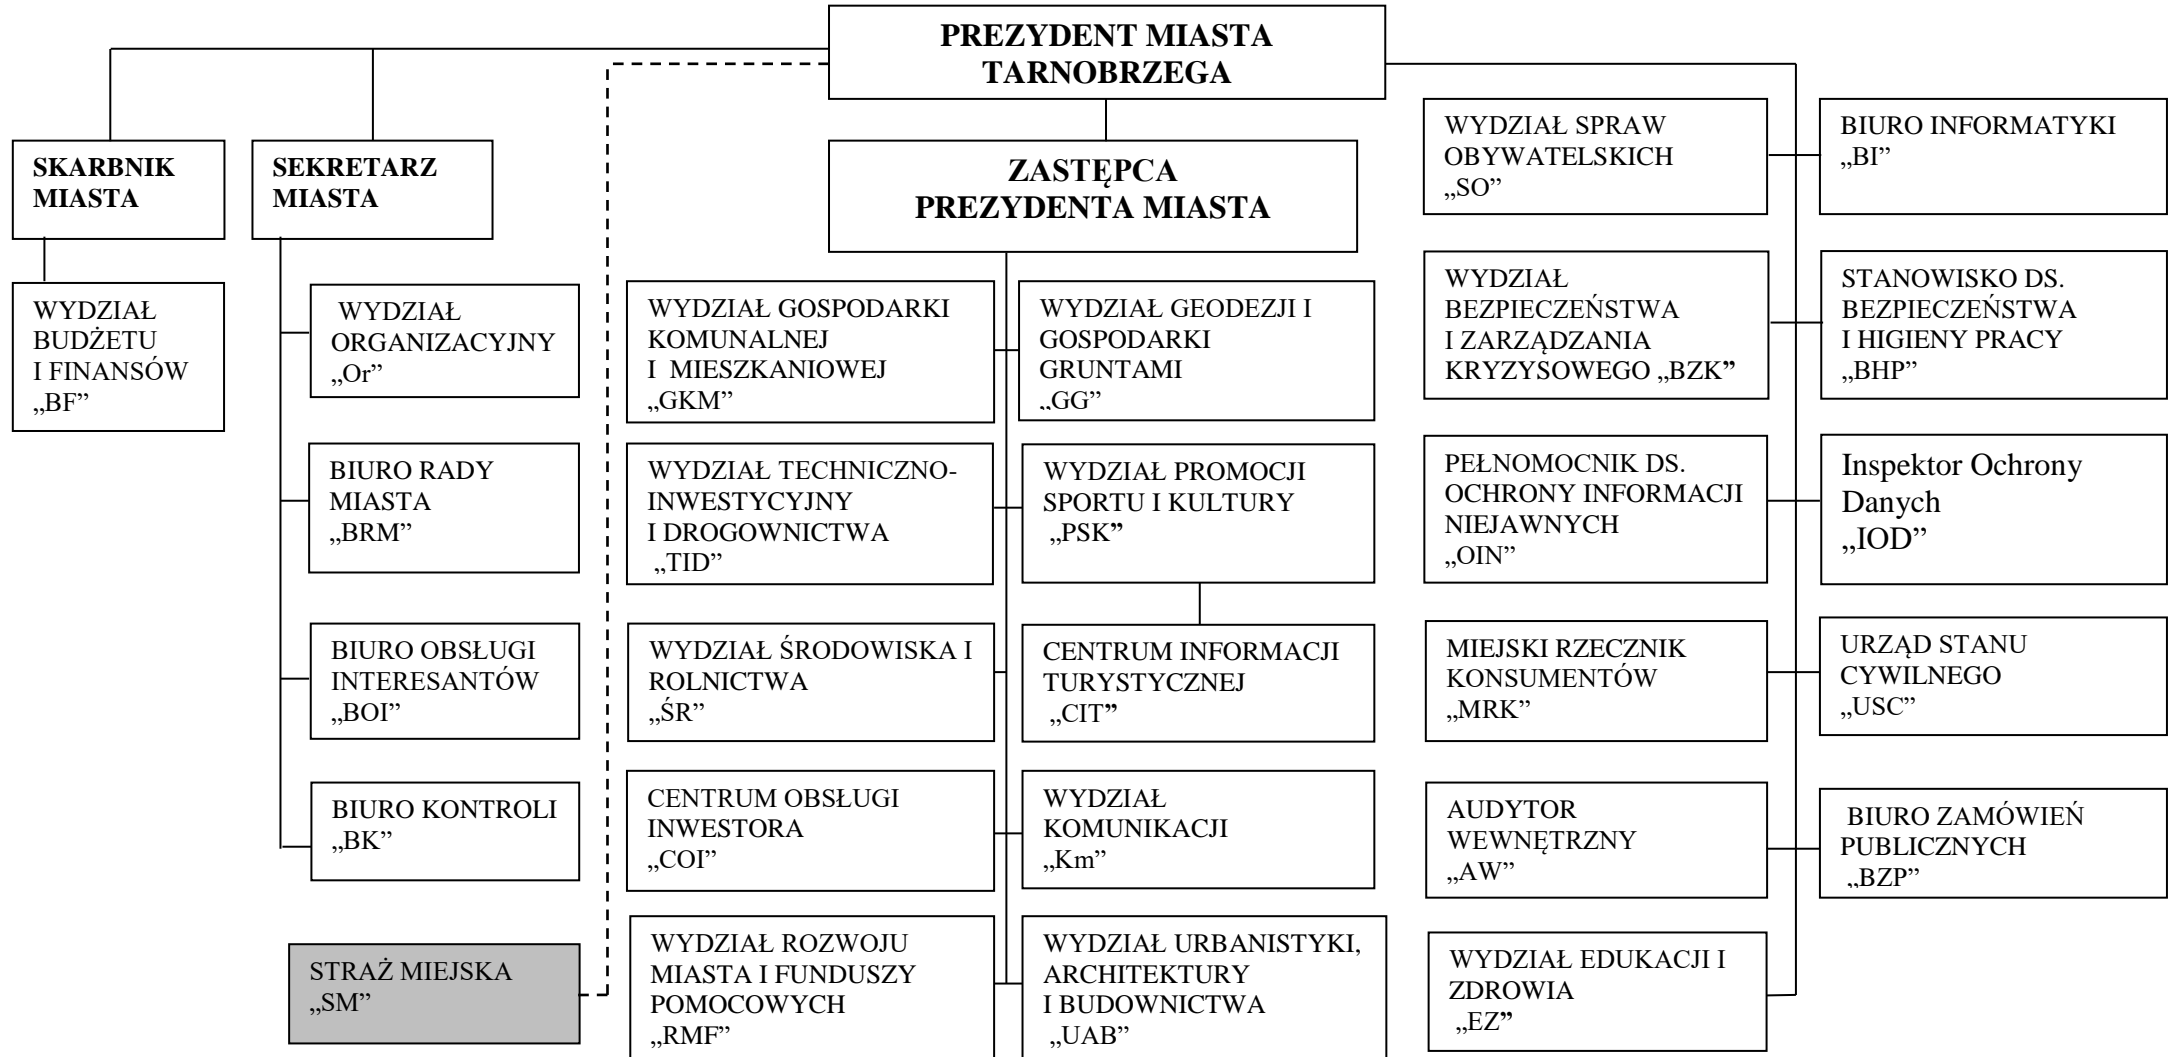 PREZYDENT MIASTA
TARNOBRZEGA
SKARBNIK
MIASTA
SEKRETARZ
MIASTA
ZASTĘPCA
PREZYDENTA MIASTA
WYDZIAŁ
BUDŻETU
I FINANSÓW
„BF”
WYDZIAŁ
ORGANIZACYJNY
„Or”
BIURO RADY
MIASTA
„BRM”
BIURO OBSŁUGI
INTERESANTÓW
„BOI”
BIURO KONTROLI
„BK”
STRAŻ MIEJSKA
„SM”
WYDZIAŁ GOSPODARKI
KOMUNALNEJ
I MIESZKANIOWEJ
„GKM”
WYDZIAŁ GEODEZJI I
GOSPODARKI
GRUNTAMI
„GG”
WYDZIAŁ TECHNICZNO-
INWESTYCYJNY
I DROGOWNICTWA
„TID”
WYDZIAŁ PROMOCJI
SPORTU I KULTURY
„PSK”
WYDZIAŁ ŚRODOWISKA I
ROLNICTWA
„ŚR”
CENTRUM INFORMACJI
TURYSTYCZNEJ
„CIT”
CENTRUM OBSŁUGI
INWESTORA
„COI”
WYDZIAŁ
KOMUNIKACJI
„Km”
WYDZIAŁ ROZWOJU
MIASTA I FUNDUSZY
POMOCOWYCH
„RMF”
WYDZIAŁ URBANISTYKI,
ARCHITEKTURY
I BUDOWNICTWA
„UAB”
WYDZIAŁ SPRAW
OBYWATELSKICH
„SO”
BIURO INFORMATYKI
„BI”
WYDZIAŁ
BEZPIECZEŃSTWA
I ZARZĄDZANIA
KRYZYSOWEGO „BZK”
STANOWISKO DS.
BEZPIECZEŃSTWA
I HIGIENY PRACY
„BHP”
PEŁNOMOCNIK DS.
OCHRONY INFORMACJI
NIEJAWNYCH
„OIN”
Inspektor Ochrony
Danych
„IOD”
MIEJSKI RZECZNIK
KONSUMENTÓW
„MRK”
URZĄD STANU
CYWILNEGO
„USC”
AUDYTOR
WEWNĘTRZNY
„AW”
BIURO ZAMÓWIEŃ
PUBLICZNYCH
„BZP”
WYDZIAŁ EDUKACJI I
ZDROWIA
„EZ”